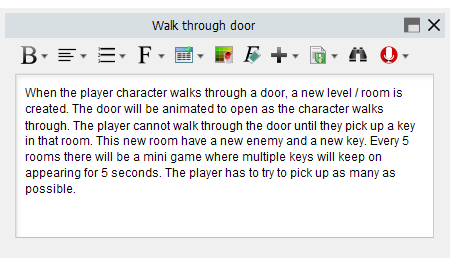 Walk through door
B F F
When the player character walks through a door, a new level / room is
created. The door will be animated to open as the character walks
through. The player cannot walk through the door until they pick up a key
in that room. This new room have a new enemy and a new key. Every 5
rooms there will be a mini game where multiple keys will keep on
appearing for 5 seconds. The player has to try to pick up as many as
possible.